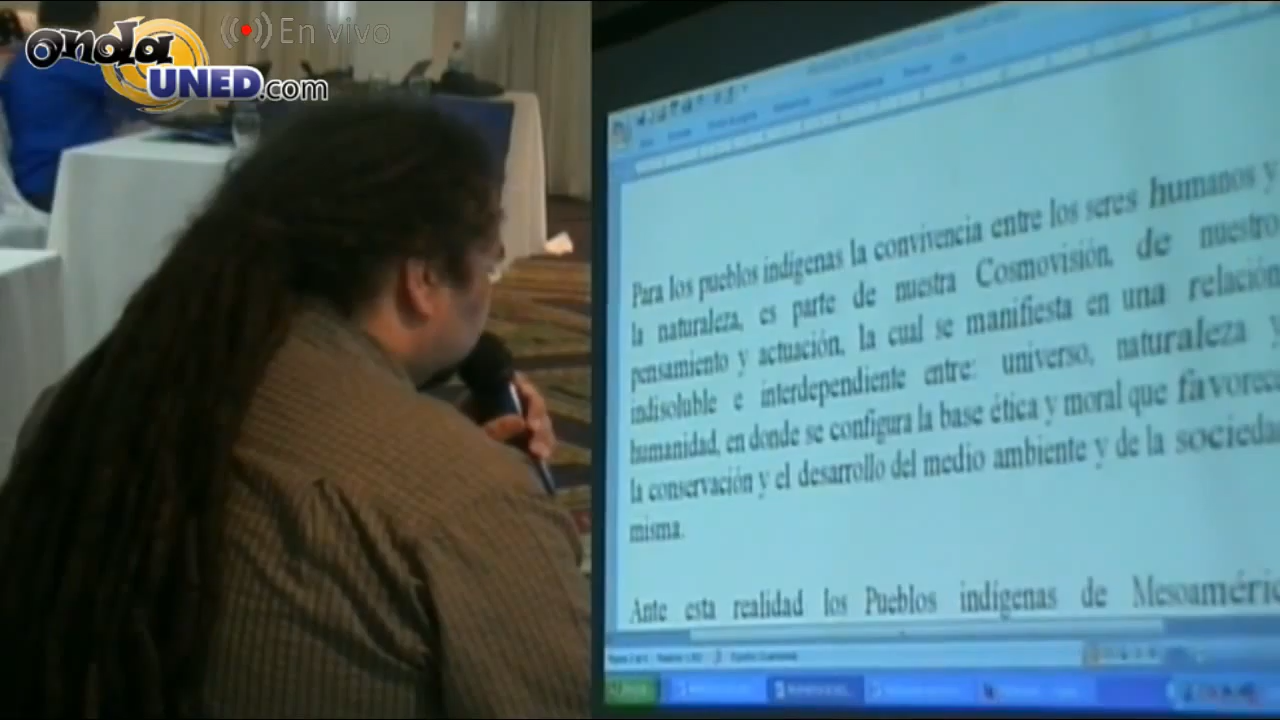 onda
UNED.com
En vivo
Para los pueblos indígenas la convivencia entre los seres humanos y
la naturaleza, es parte de nuestra Cosmovisión, de nuestro
pensamiento y actuación, la cual se manifiesta en una relación
indisoluble e interdependiente entre: universo, naturaleza y
humanidad, en donde se configura la base ética y moral que favorece
la conservación y el desarrollo del medio ambiente y de la sociedad
misma.
Ante esta realidad los Pueblos indígenas de Mesoaméric